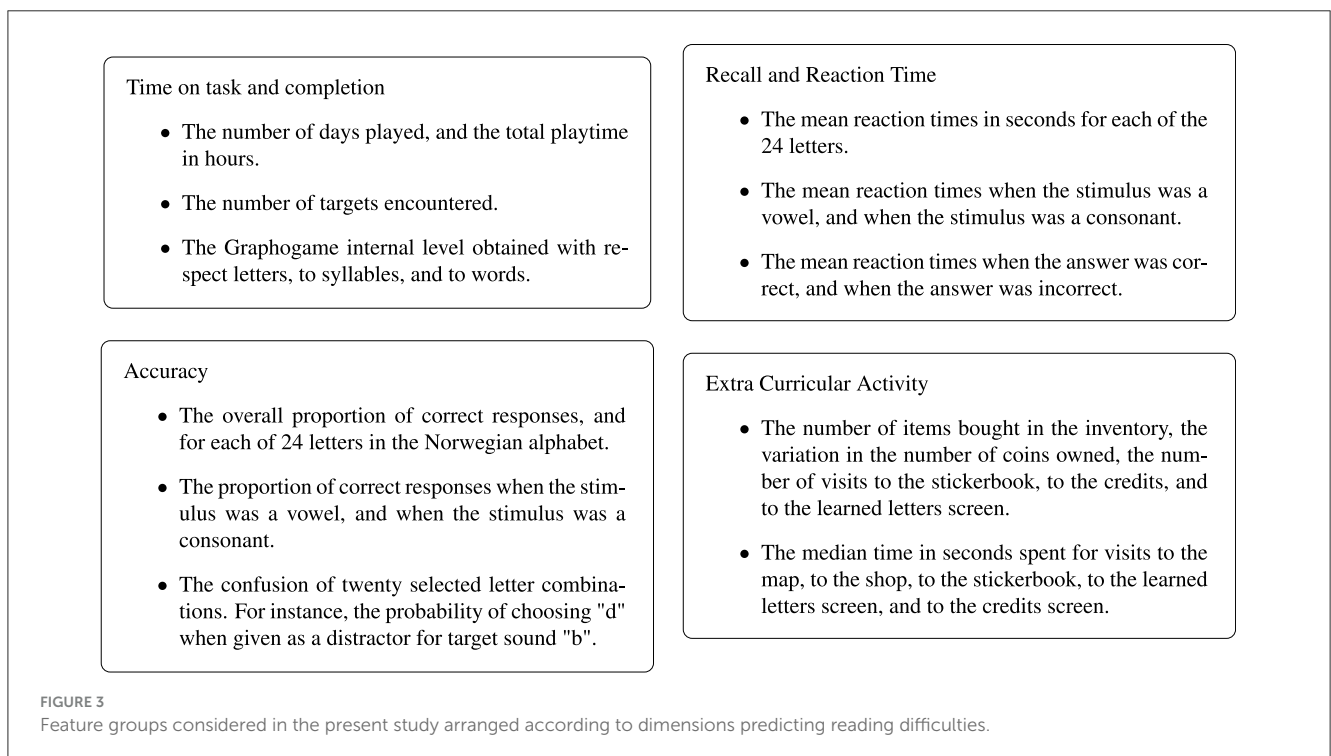 Time on task and completion
• The number of days played, and the total playtime
in hours.
• The number of targets encountered.
• The Graphogame internal level obtained with re-
spect letters, to syllables, and to words.
Recall and Reaction Time
• The mean reaction times in seconds for each of the
24 letters.
• The mean reaction times when the stimulus was a
vowel, and when the stimulus was a consonant.
• The mean reaction times when the answer was cor-
rect, and when the answer was incorrect.
Accuracy
• The overall proportion of correct responses, and
for each of 24 letters in the Norwegian alphabet.
• The proportion of correct responses when the stim-
ulus was a vowel, and when the stimulus was a
consonant.
• The confusion of twenty selected letter combina-
tions. For instance, the probability of choosing "d"
when given as a distractor for target sound "b".
Extra Curricular Activity
• The number of items bought in the inventory, the
variation in the number of coins owned, the num-
ber of visits to the stickerbook, to the credits, and
to the learned letters screen.
• The median time in seconds spent for visits to the
map, to the shop, to the stickerbook, to the learned
letters screen, and to the credits screen.
FIGURE 3
Feature groups considered in the present study arranged according to dimensions predicting reading difficulties.